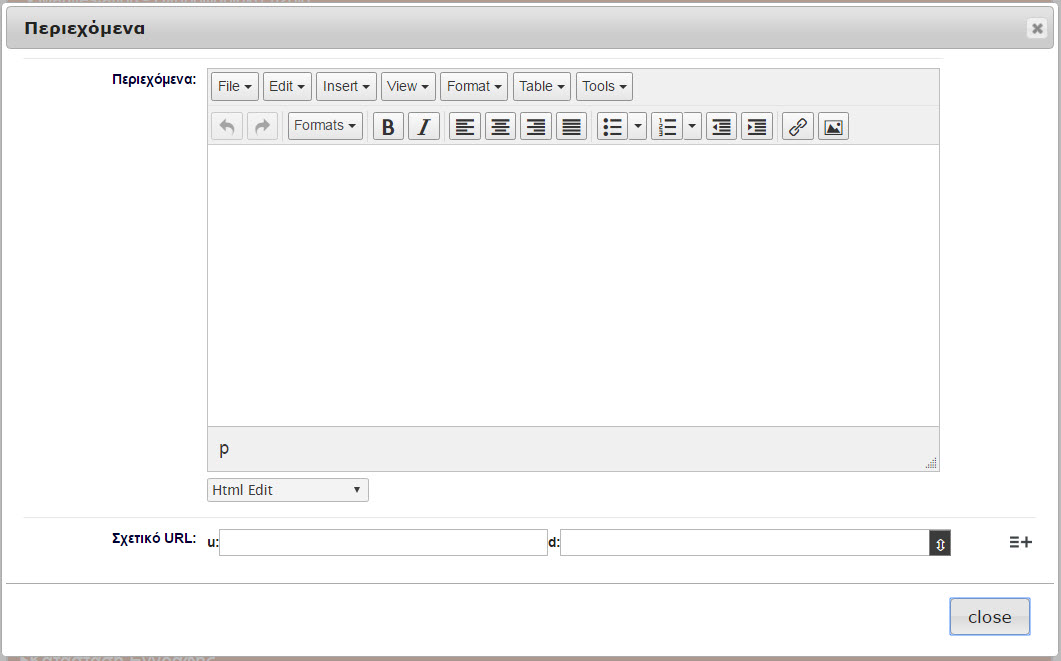 Περιεχόμενα
Περιεχόμενα:
File Edit Insert View Format Table Tools
Formats B I
p
Html Edit
Σχετικό URL: u: d:
close